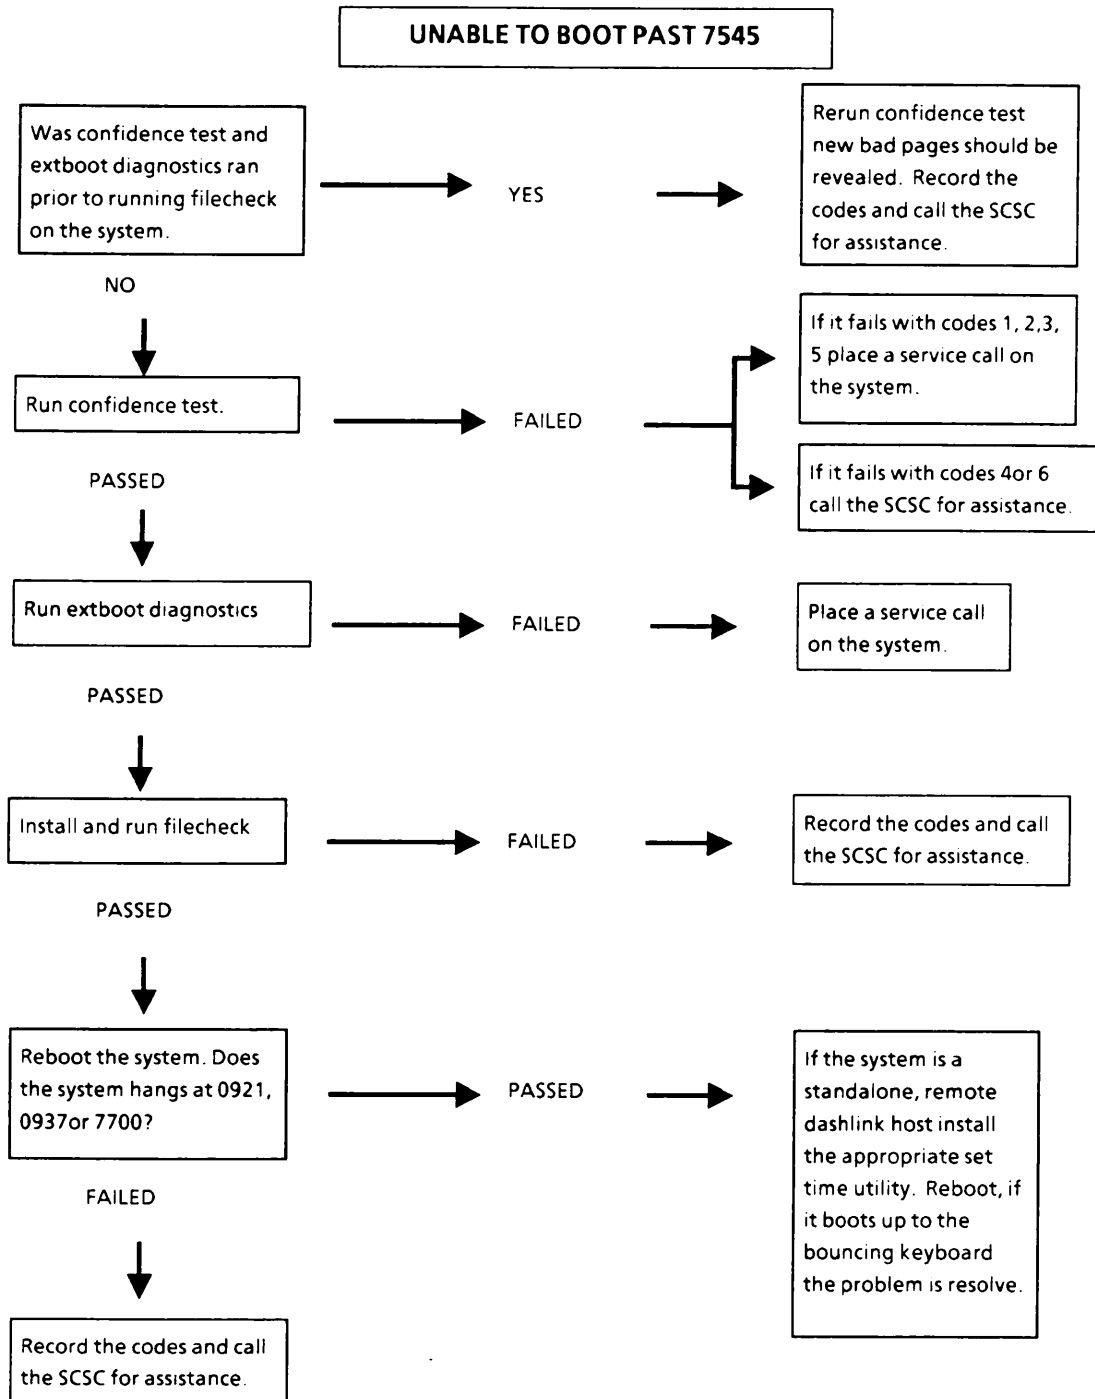 UNABLE TO BOOT PAST 7545
Was confidence test and
extboot diagnostics ran
prior to running filecheck
on the system.
YES
Rerun confidence test
new bad pages should be
revealed. Record the
codes and call the SCSC
for assistance.
NO
Run confidence test.
FAILED
If it fails with codes 1, 2,3,
5 place a service call on
the system.
If it fails with codes 4or 6
call the SCSC for assistance.
PASSED
Run extboot diagnostics
FAILED
Place a service call
on the system.
PASSED
Install and run filecheck
FAILED
Record the codes and call
the SCSC for assistance.
PASSED
Reboot the system. Does
the system hangs at 0921,
0937or 7700?
PASSED
If the system is a
standalone, remote
dashlink host install
the appropriate set
time utility. Reboot, if
it boots up to the
bouncing keyboard
the problem is resolve.
FAILED
Record the codes and call
the SCSC for assistance.